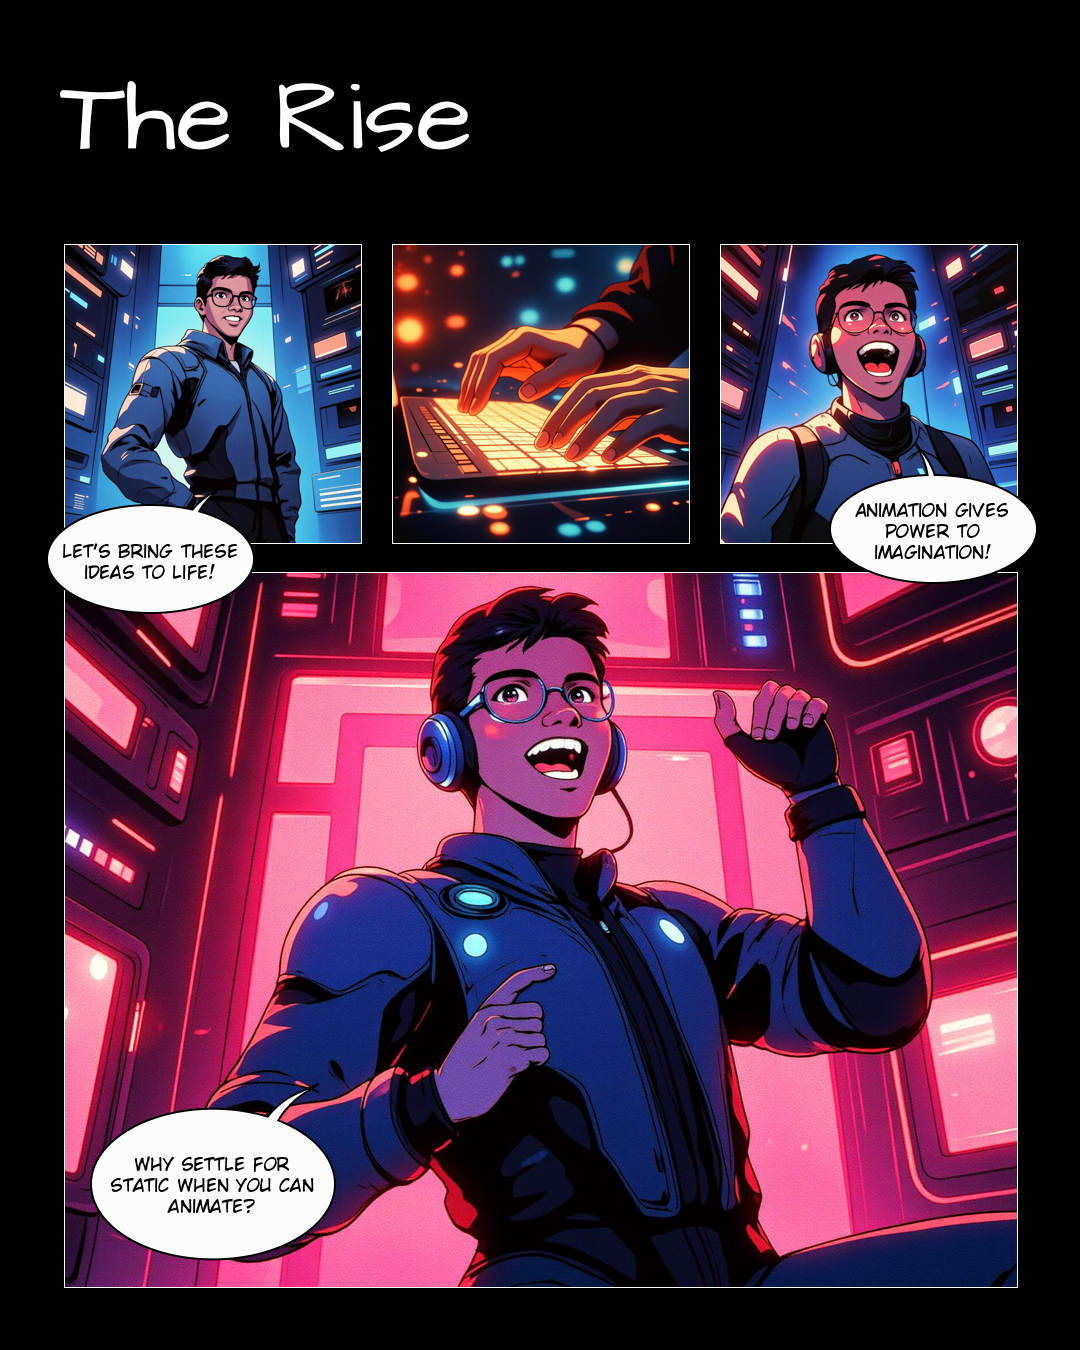 The Rise
LET'S BRING THESE
IDEAS TO LIFE!
ANIMATION GIVES
POWER TO
IMAGINATION!
WHY SETTLE FOR
STATIC WHEN YOU CAN
ANIMATE?